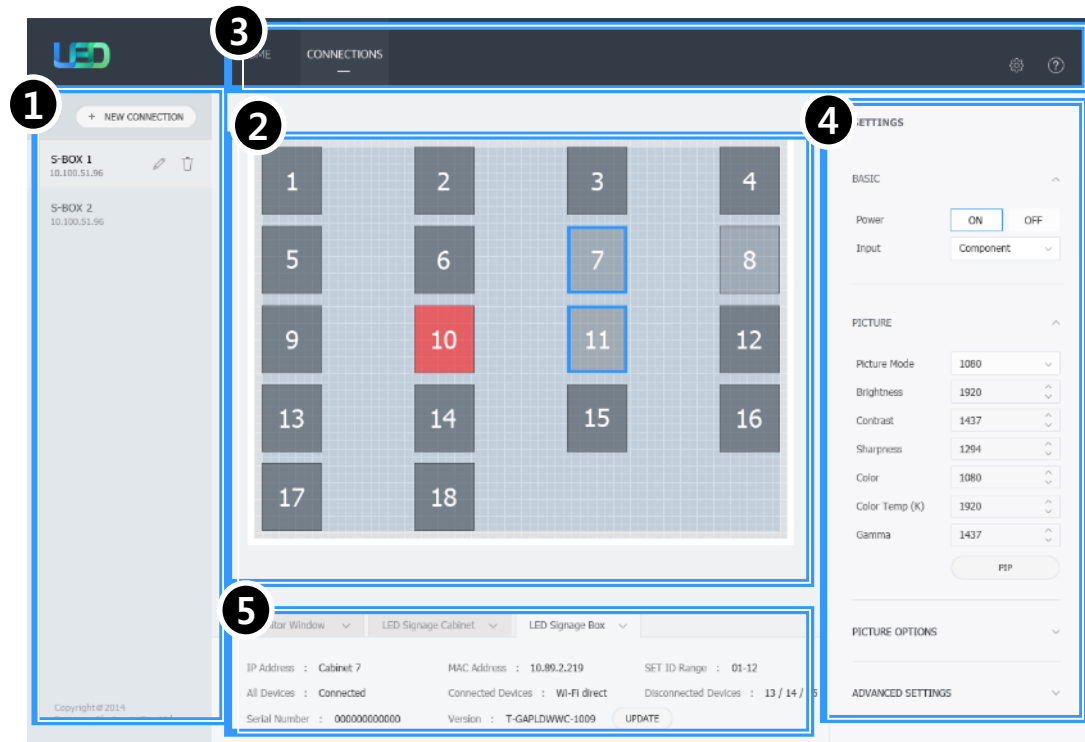 LED
3
CONNECTIONS
1
+ NEW CONNECTION
S-BOX 1
10.100.51.96
S-BOX 2
10.100.51.96
Copyright@2014
2
1 2 3 4
5 6 7 8
9 10 11 12
13 14 15 16
17 18
4
SETTINGS
BASIC
Power ON OFF
Input Component
PICTURE
Picture Mode 1080
Brightness 1920
Contrast 1437
Sharpness 1294
Color 1080
Color Temp (K) 1920
Gamma 1437
PIP
PICTURE OPTIONS
ADVANCED SETTINGS
5
Window LED Signage Cabinet LED Signage Box
IP Address : Cabinet 7 MAC Address : 10.89.2.219 SET ID Range : 01-12
All Devices : Connected Connected Devices : Wi-Fi direct Disconnected Devices : 13 / 14 /
Serial Number : 000000000000 Version : T-GAPLDWWC-1009 UPDATE